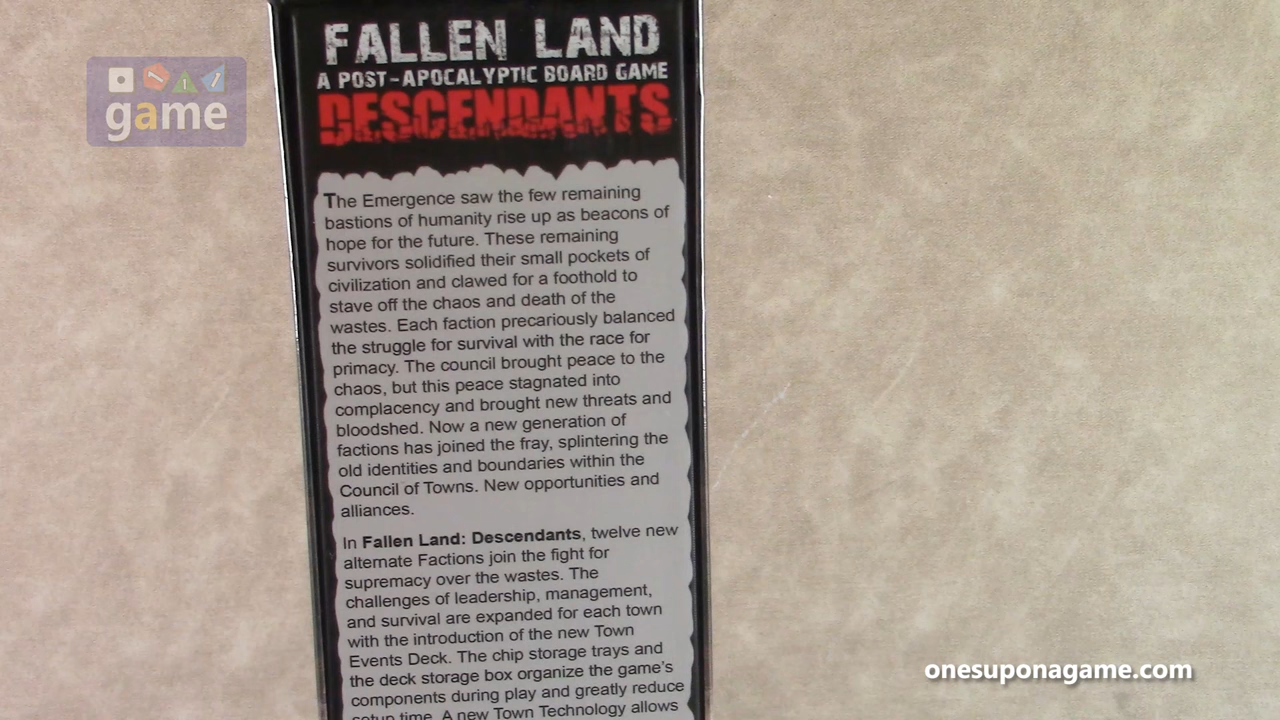 game
FALLEN LAND
A POST-APOCALYPTIC BOARD GAME
DESCENDANTS
The Emergence saw the few remaining
bastions of humanity rise up as beacons of
hope for the future. These remaining
survivors solidified their small pockets of
civilization and clawed for a foothold to
stave off the chaos and death of the
wastes. Each faction precariously balanced
the struggle for survival with the race for
primacy. The council brought peace to the
chaos, but this peace stagnated into
complacency and brought new threats and
bloodshed. Now a new generation of
factions has joined the fray, splintering the
old identities and boundaries within the
Council of Towns. New opportunities and
alliances.
In Fallen Land: Descendants, twelve new
alternate Factions join the fight for
supremacy over the wastes. The
challenges of leadership, management,
and survival are expanded for each town
with the introduction of the new Town
Events Deck. The chip storage trays and
the deck storage box organize the game's
components during play and greatly reduce
setup time. A new Town Technology allows
onesuponagame.com